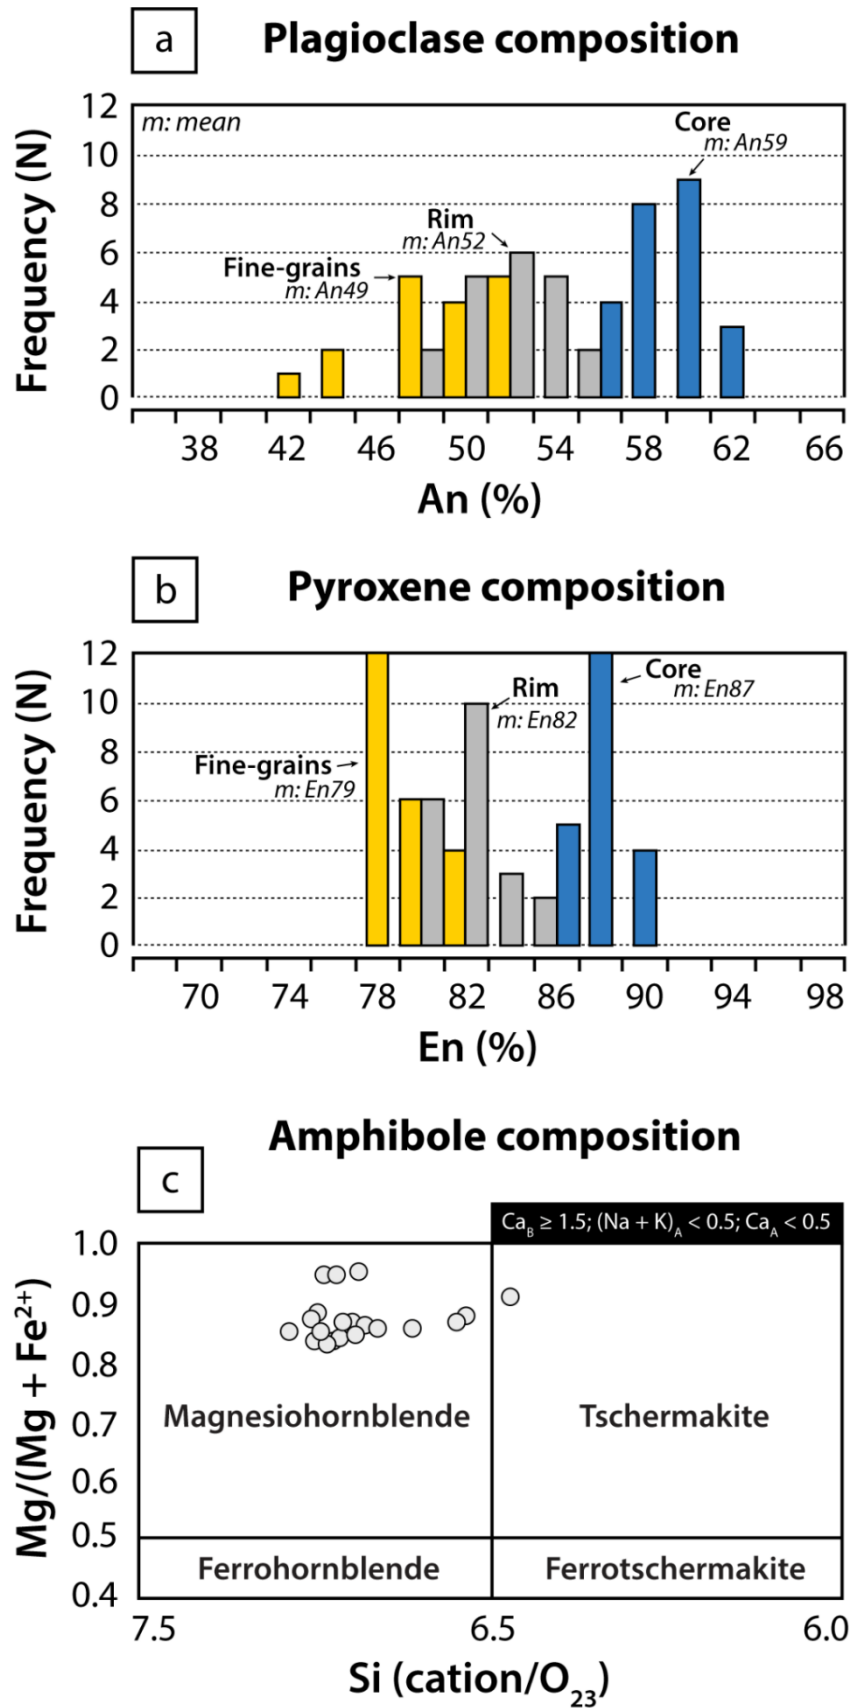 a Plagioclase composition
12
m: mean
Core
m: An59
10
8
Rim
m: An52
6
Fine-grains
m: An49
4
2
0
Frequency (N)
38 42 46 50 54 58 62 66
An (%)
b Pyroxene composition
12
Core
m: En87
Rim
m: En82
10
8
Fine-grains
m: En79
6
4
2
0
Frequency (N)
70 74 78 82 86 90 94 98
En (%)
Amphibole composition
c
Ca_B ≥ 1.5; (Na + K)_A < 0.5; Ca_A < 0.5
1.0
0.9
0.8
Magnesiohornblende Tschermakite
0.7
0.6
0.5
Ferrohornblende Ferrotschermakite
0.4
Mg/(Mg + Fe²⁺)
7.5 6.5 6.0
Si (cation/O₂₃)